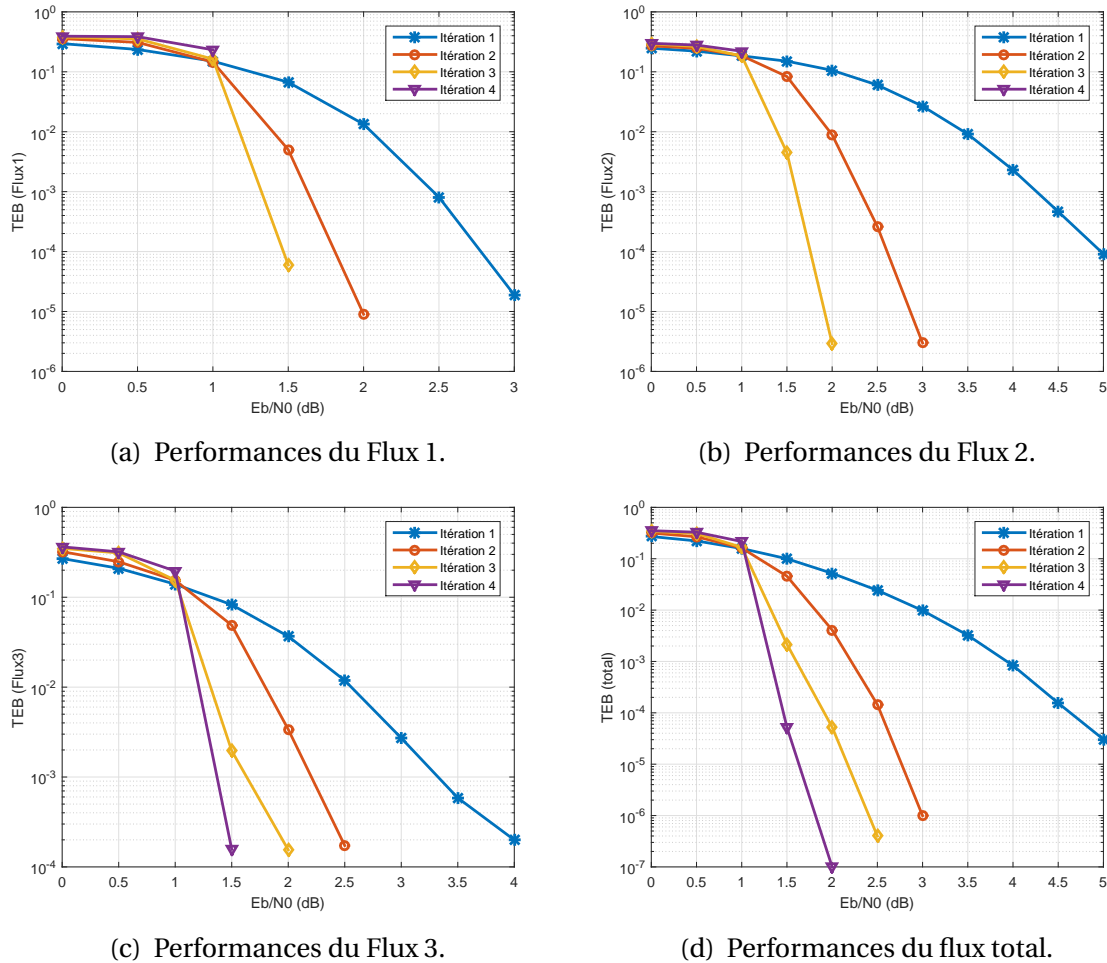 10^0
10^-1
10^-2
10^-3
10^-4
10^-5
10^-6
TEB (Flux1)
Itération 1
Itération 2
Itération 3
Itération 4
0 0.5 1 1.5 2 2.5 3
Eb/N0 (dB)
(a) Performances du Flux 1.
10^0
10^-1
10^-2
10^-3
10^-4
10^-5
10^-6
TEB (Flux2)
Itération 1
Itération 2
Itération 3
Itération 4
0 0.5 1 1.5 2 2.5 3 3.5 4 4.5 5
Eb/N0 (dB)
(b) Performances du Flux 2.
10^0
10^-1
10^-2
10^-3
10^-4
TEB (Flux3)
Itération 1
Itération 2
Itération 3
Itération 4
0 0.5 1 1.5 2 2.5 3 3.5 4
Eb/N0 (dB)
(c) Performances du Flux 3.
10^0
10^-1
10^-2
10^-3
10^-4
10^-5
10^-6
10^-7
TEB (total)
Itération 1
Itération 2
Itération 3
Itération 4
0 0.5 1 1.5 2 2.5 3 3.5 4 4.5 5
Eb/N0 (dB)
(d) Performances du flux total.